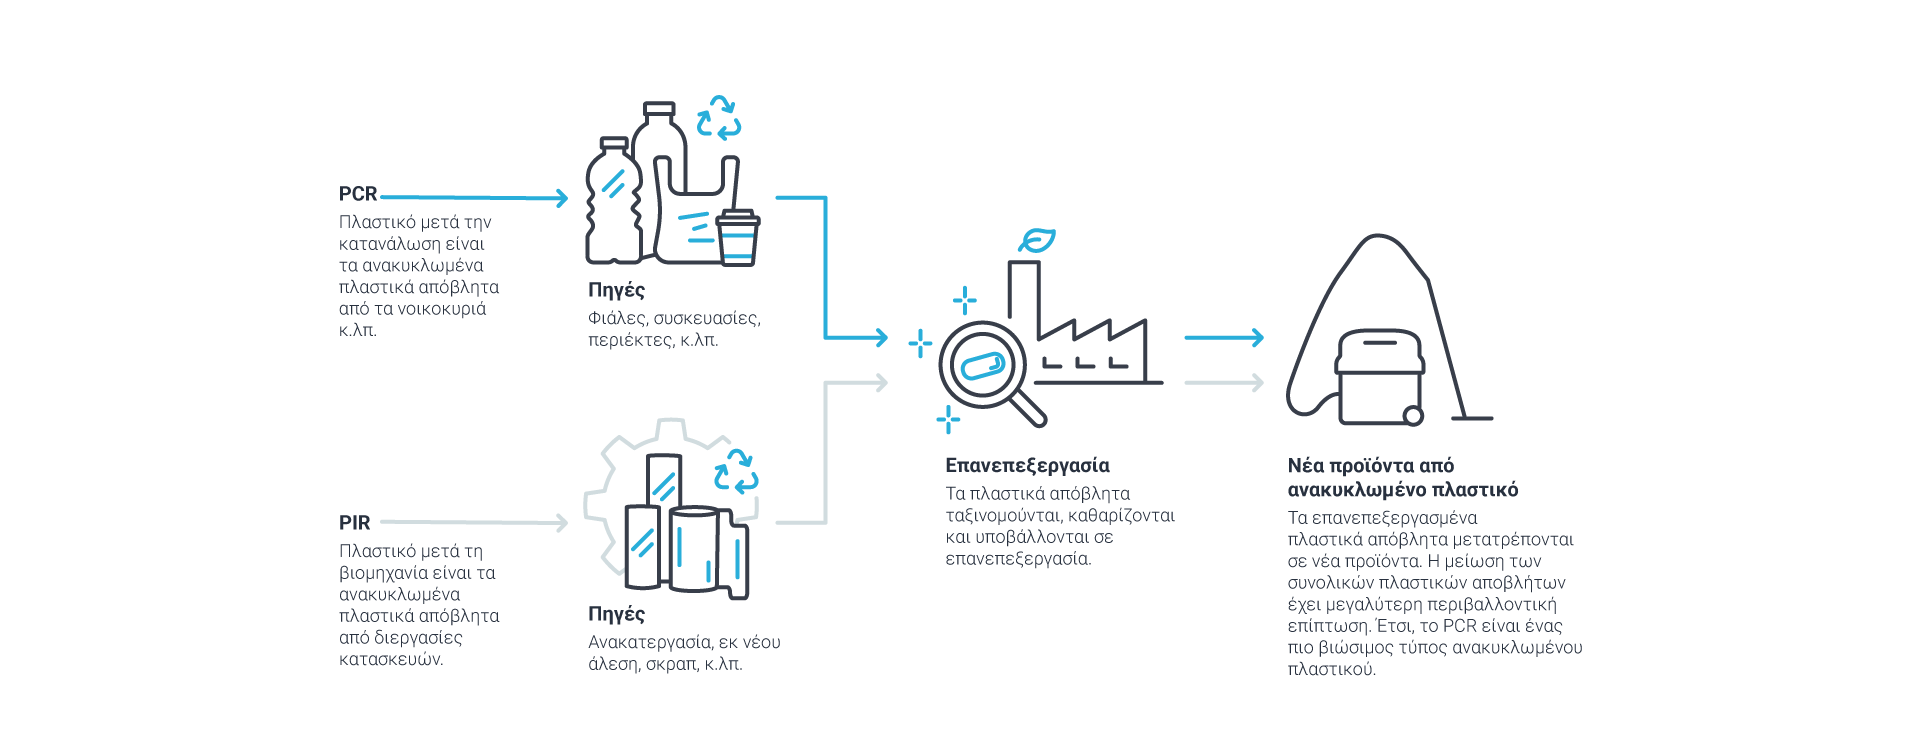 PCR
Πλαστικό μετά την
κατανάλωση είναι
τα ανακυκλωμένα
πλαστικά απόβλητα
από τα νοικοκυριά
κ.λπ.
Πηγές
Φιάλες, συσκευασίες,
περιέκτες, κ.λπ.
PIR
Πλαστικό μετά τη
βιομηχανία είναι τα
ανακυκλωμένα
πλαστικά απόβλητα
από διεργασίες
κατασκευών.
Πηγές
Ανακατεργασία, εκ νέου
άλεση, σκραπ, κ.λπ.
Επανεπεξεργασία
Τα πλαστικά απόβλητα
ταξινομούνται, καθαρίζονται
και υποβάλλονται σε
επανεπεξεργασία.
Νέα προϊόντα από
ανακυκλωμένο πλαστικό
Τα επανεπεξεργασμένα
πλαστικά απόβλητα μετατρέπονται
σε νέα προϊόντα. Η μείωση των
συνολικών πλαστικών αποβλήτων
έχει μεγαλύτερη περιβαλλοντική
επίπτωση. Έτσι, το PCR είναι ένας
πιο βιώσιμος τύπος ανακυκλωμένου
πλαστικού.